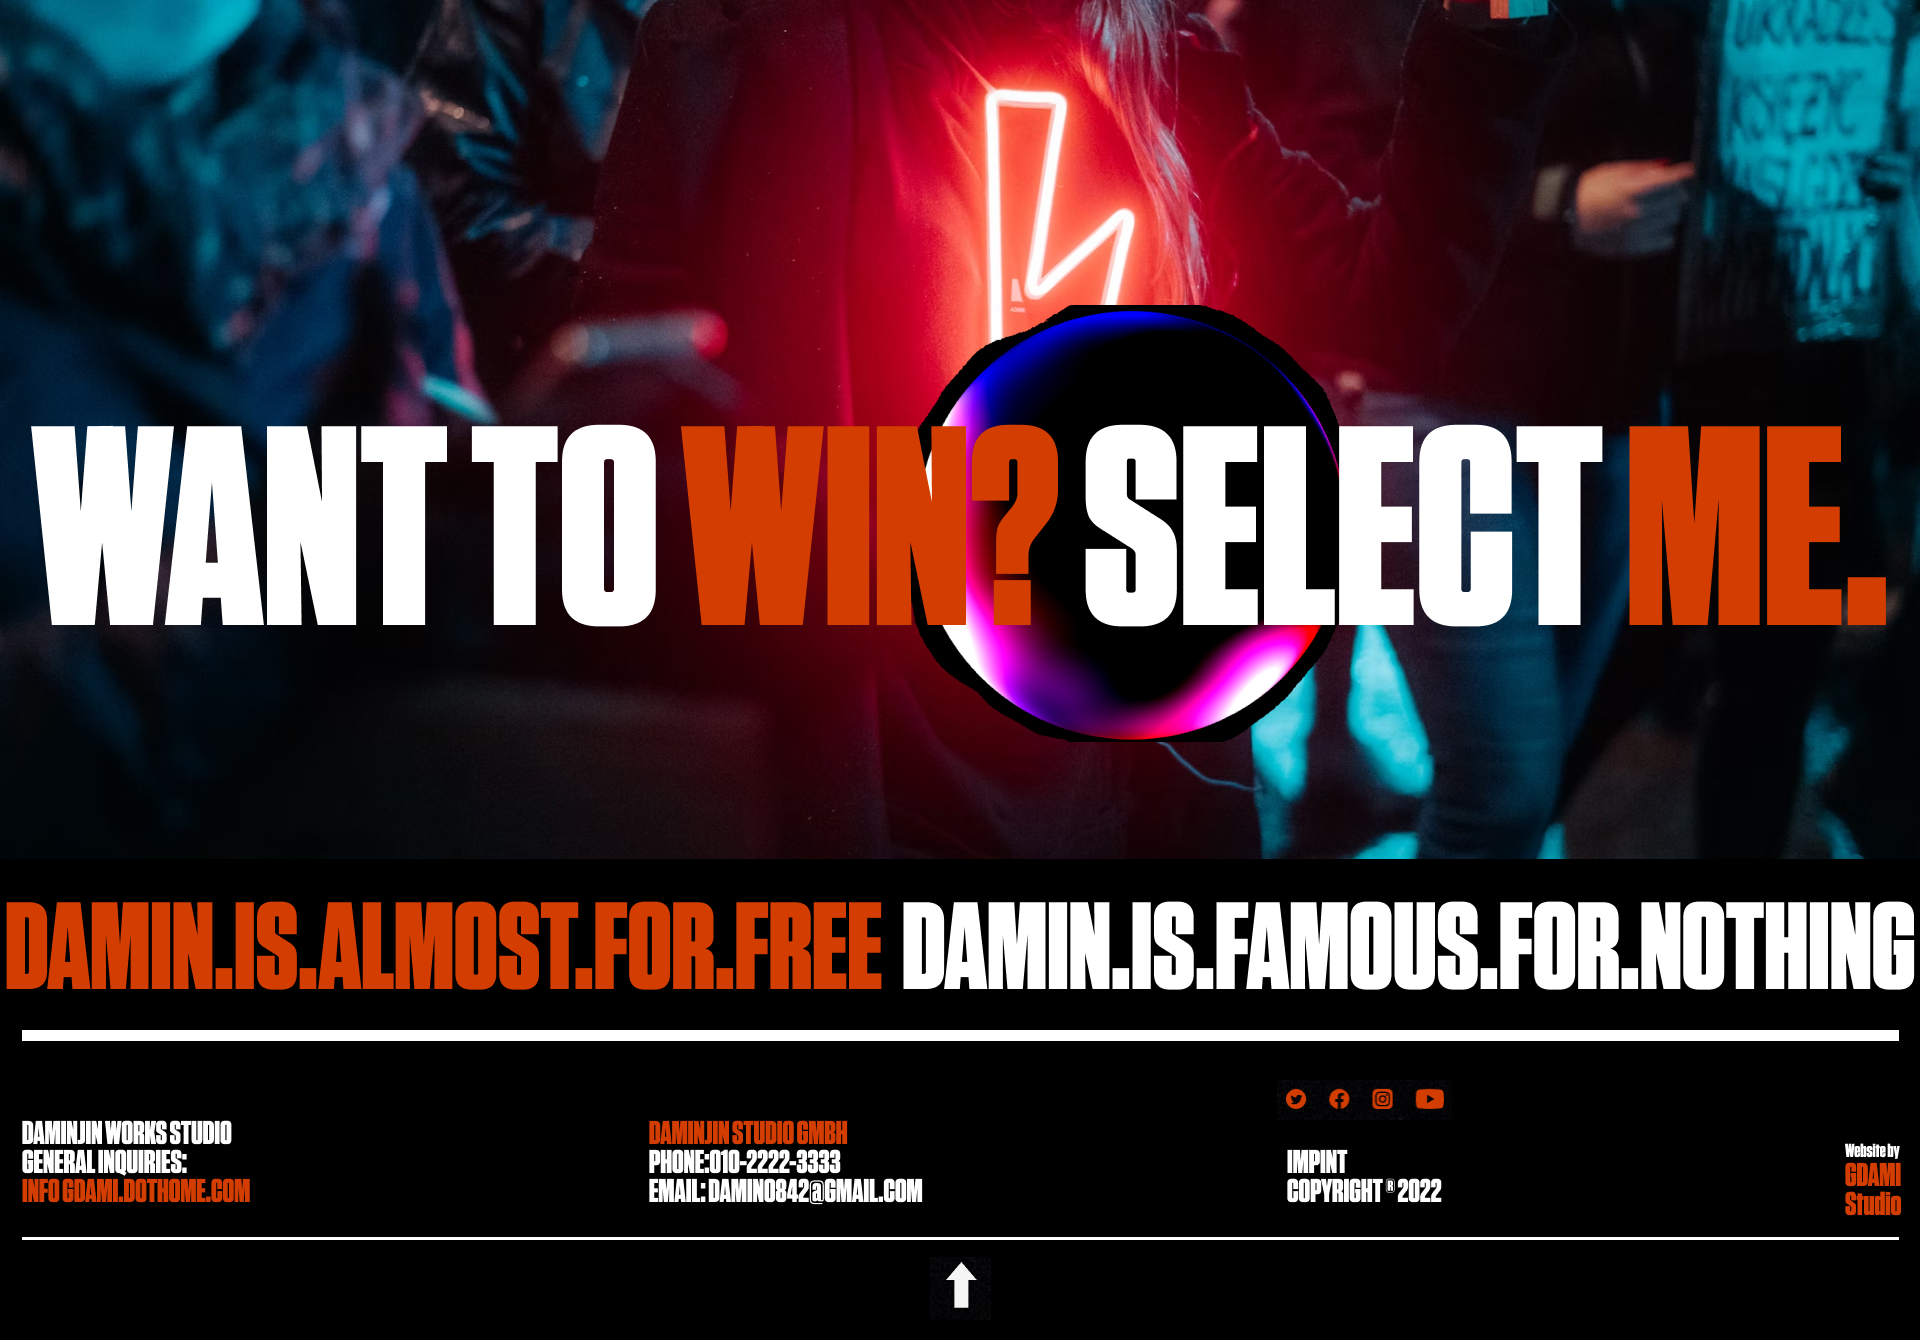 KSIĘŻYC
WANT TO WIN? SELECT ME.
DAMIN.IS.ALMOST.FOR.FREE DAMIN.IS.FAMOUS.FOR.NOTHING
DAMINJIN WORKS STUDIO
GENERAL INQUIRIES:
INFO GDAMI.DOTHOME.COM
DAMINJIN STUDIO GMBH
PHONE:010-2222-3333
EMAIL: DAMIN0842@GMAIL.COM
IMPINT
COPYRIGHT ® 2022
Website by
GDAMI
Studio